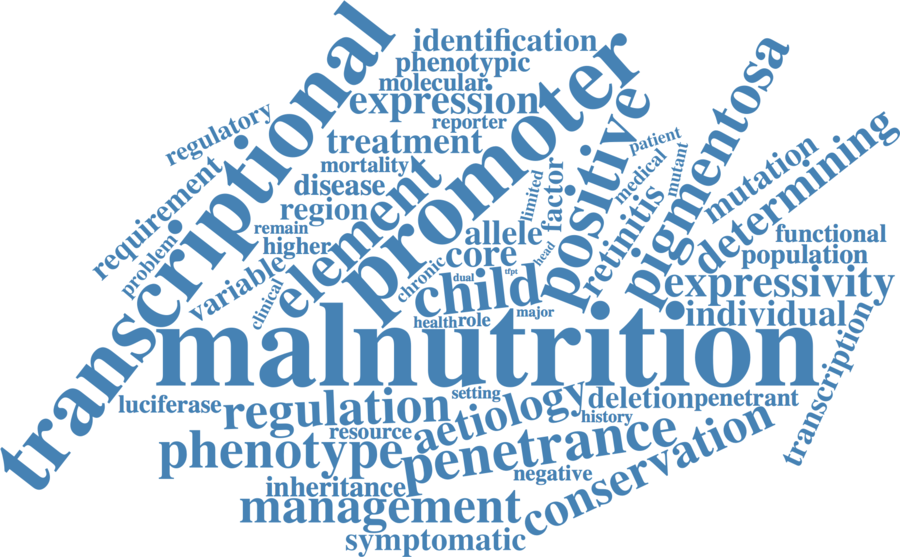 identification
phenotypic
molecular
expression
reporter
transcriptional
promoter
regulatory
treatment
mortality
disease
region
remain
higher
requirement
problem
variable
clinical
element
chronic
allele
core
dual
tfpt
head
child
health
role
major
limited
factor
positive
patient
medical
mutant
retinitis
pigmentosa
mutation
determining
functional
population
expressivity
individual
transcription
malnutrition
luciferase
regulation
setting
resource
aetiology
deletion
penetrant
history
phenotype
penetrance
negative
conservation
inheritance
management
symptomatic